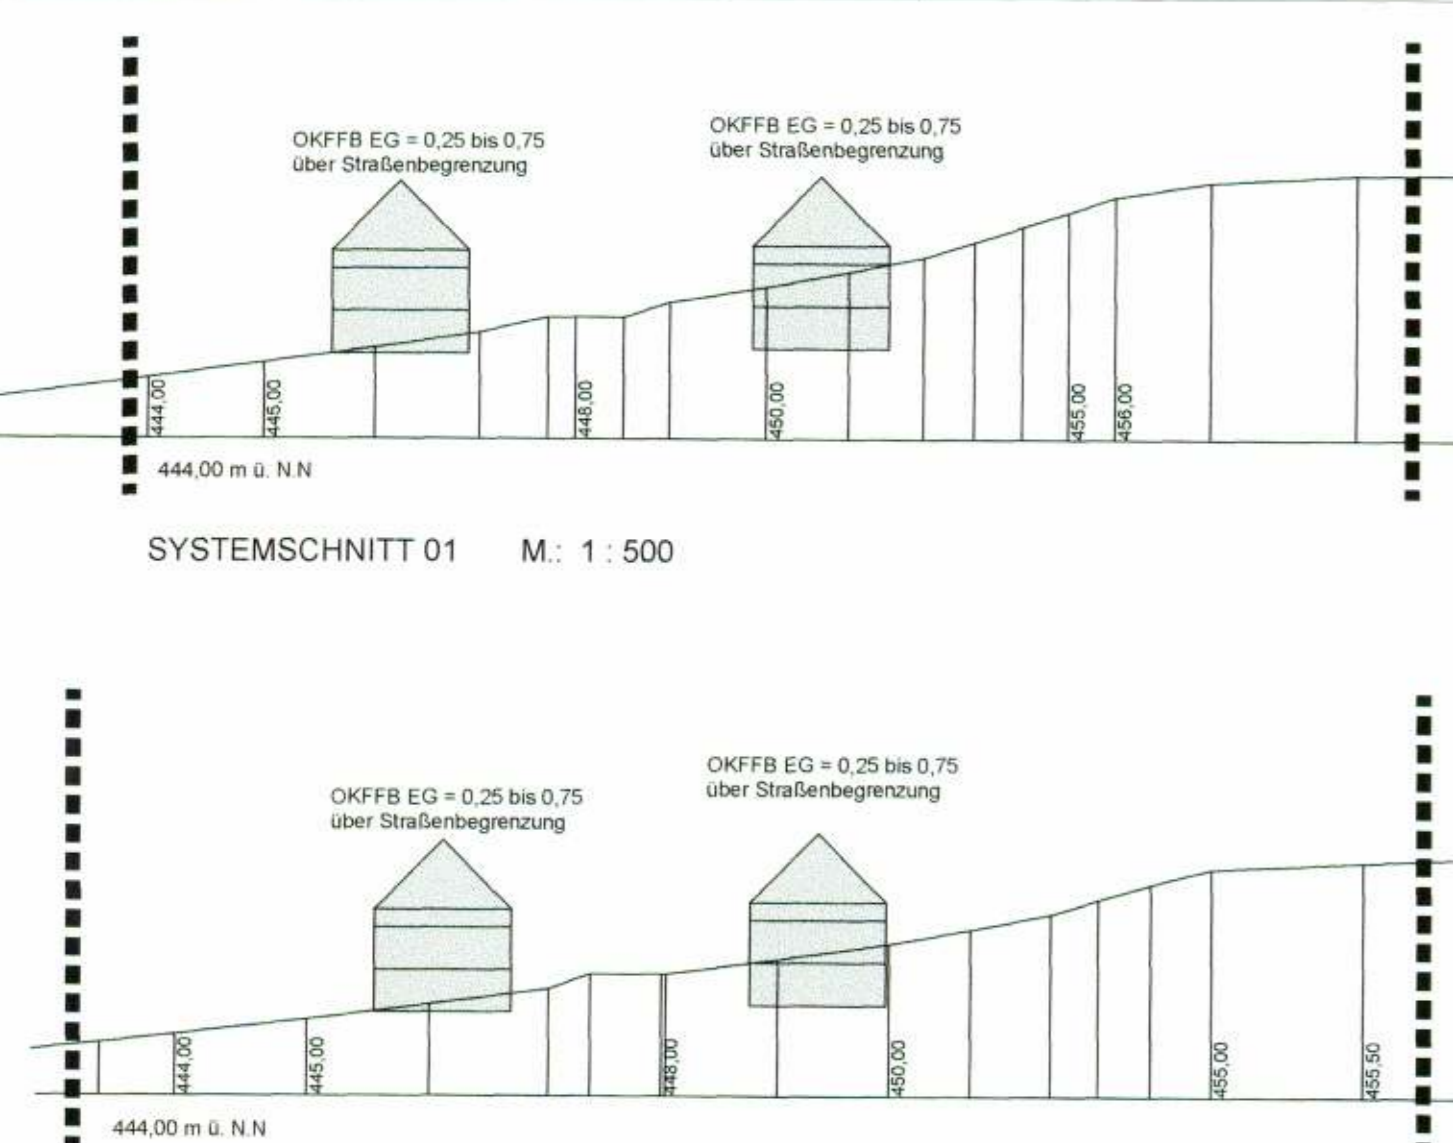 OKFFB EG = 0,25 bis 0,75
über Straßenbegrenzung
OKFFB EG = 0,25 bis 0,75
über Straßenbegrenzung
444,00
445,00
448,00
450,00
455,00
456,00
444,00 m ü. N.N
SYSTEMSCHNITT 01 M.: 1 : 500
OKFFB EG = 0,25 bis 0,75
über Straßenbegrenzung
OKFFB EG = 0,25 bis 0,75
über Straßenbegrenzung
444,00
445,00
448,00
450,00
455,00
455,50
444,00 m ü. N.N